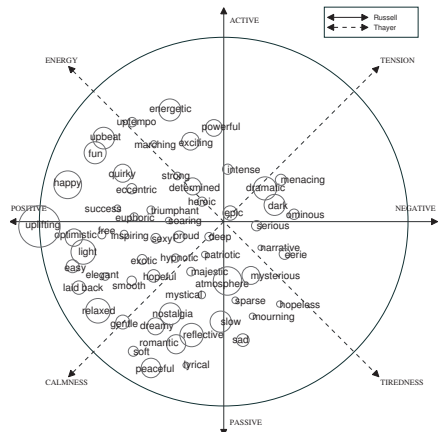 ACTIVE
Russell
Thayer
ENERGY
TENSION
energetic
uptempo
powerful
upbeat
marching
exciting
fun
quirky
strong
intense
happy
eccentric
determined
dramatic
menacing
heroic
POSITIVE
success
triumphant
epic
ominous
NEGATIVE
euphoric
soaring
uplifting
optimistic
free
inspiring
sexy
proud
deep
serious
light
exotic
hypnotic
patriotic
narrative
eerie
easy
elegant
hopeful
majestic
mysterious
laid back
smooth
atmosphere
mystical
sparse
hopeless
relaxed
nostalgia
mourning
gentle
dreamy
slow
reflective
romantic
sad
soft
peaceful
lyrical
CALMNESS
TIREDNESS
PASSIVE